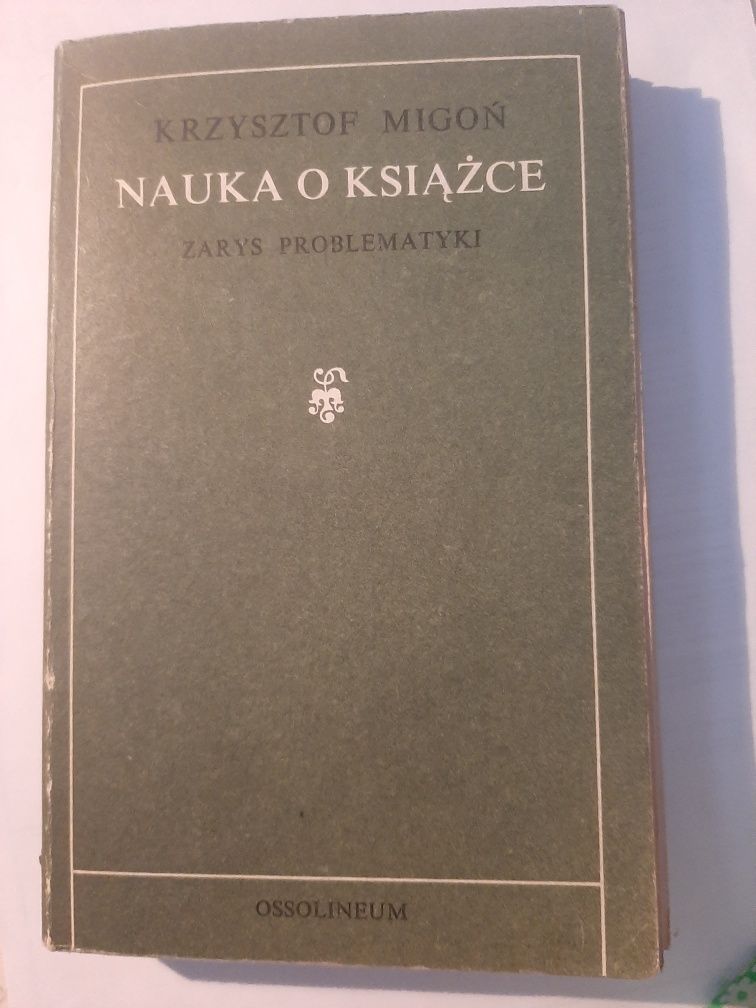 KRZYSZTOF MIGOŃ
NAUKA O KSIĄŻCE
ZARYS PROBLEMATYKI
OSSOLINEUM